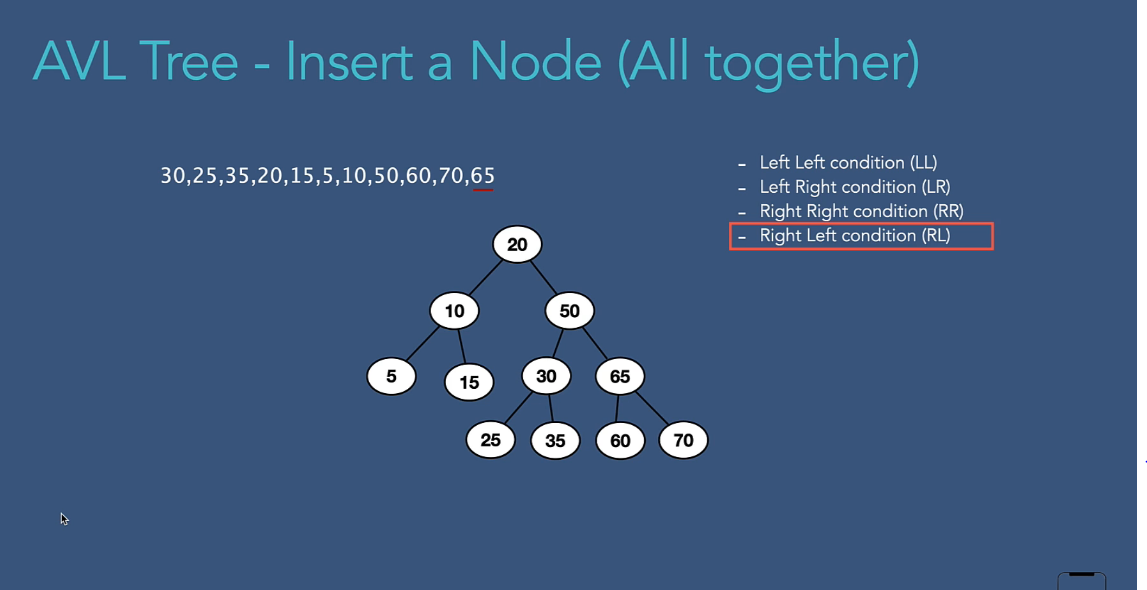 AVL Tree - Insert a Node (All together)
30,25,35,20,15,5,10,50,60,70,65
- Left Left condition (LL)
- Left Right condition (LR)
- Right Right condition (RR)
- Right Left condition (RL)
20
10 50
5 15 30 65
25 35 60 70